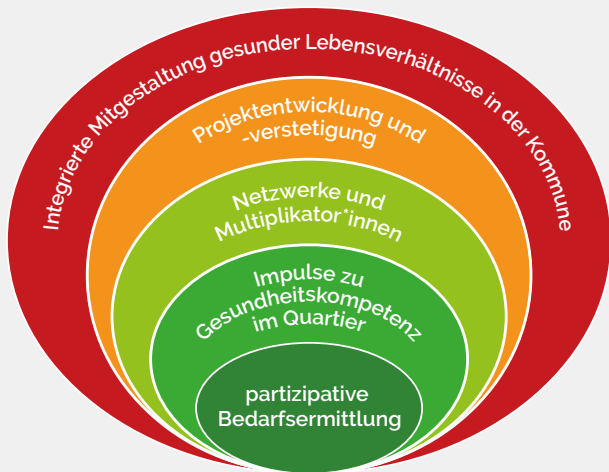 Integrierte Mitgestaltung gesunder Lebensverhältnisse in der Kommune
Projektentwicklung und
-verstetigung
Netzwerke und
Multiplikator*innen
Impulse zu
Gesundheitskompetenz
im Quartier
partizipative
Bedarfsermittlung